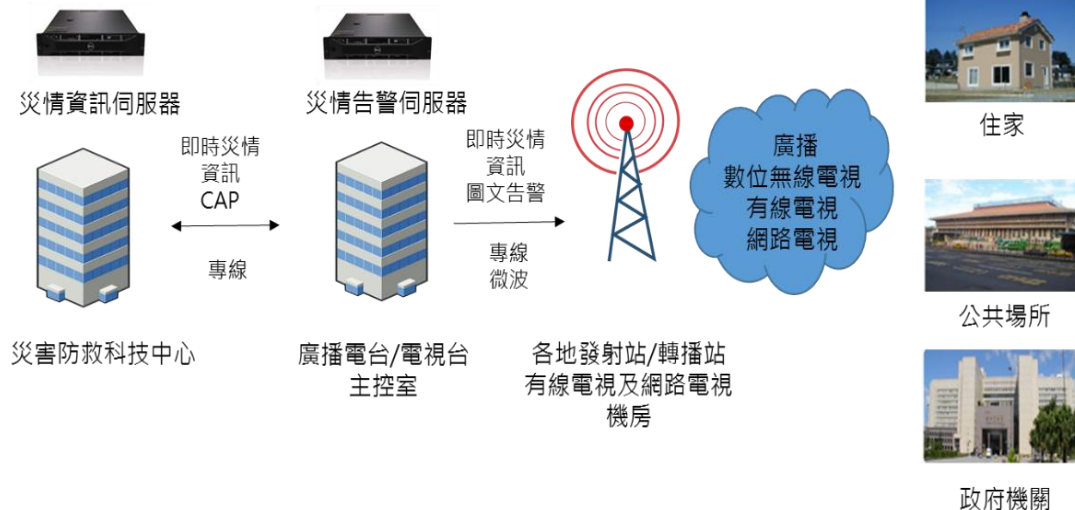 災情資訊伺服器
災情告警伺服器
即時災情
資訊
CAP
專線
即時災情
資訊
圖文告警
專線
微波
廣播
數位無線電視
有線電視
網路電視
災害防救科技中心
廣播電台/電視台
主控室
各地發射站/轉播站
有線電視及網路電視
機房
住家
公共場所
政府機關